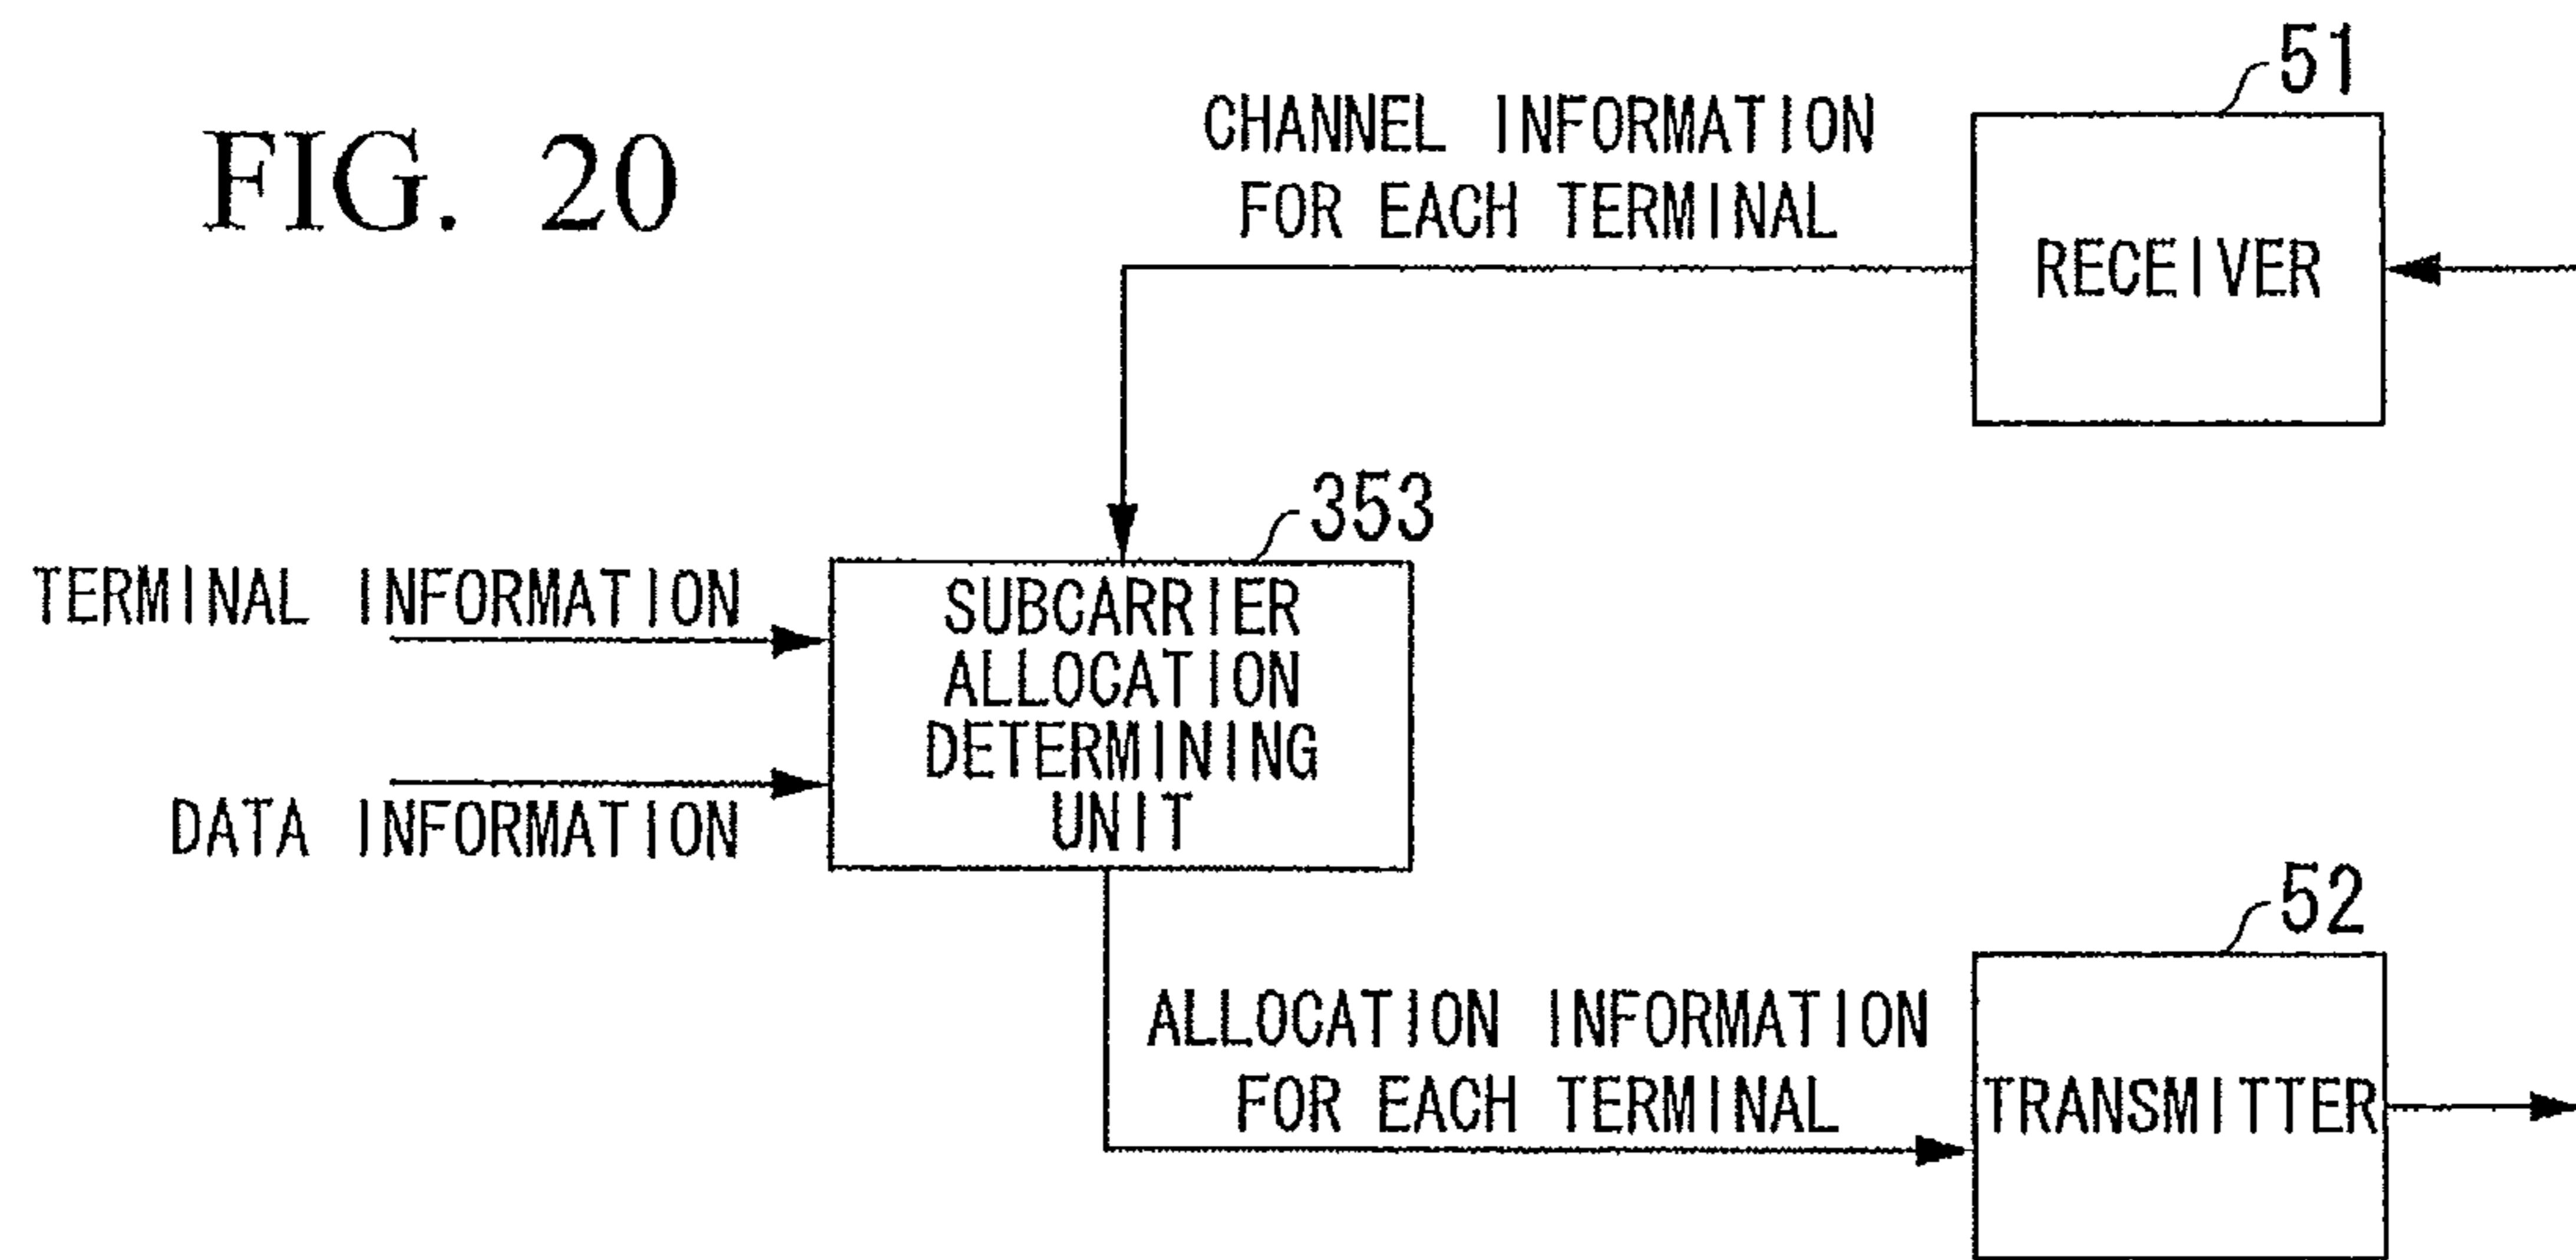 FIG. 20
51
CHANNEL INFORMATION
FOR EACH TERMINAL
RECEIVER
353
TERMINAL INFORMATION
SUBCARRIER
ALLOCATION
DETERMINING
UNIT
DATA INFORMATION
52
ALLOCATION INFORMATION
FOR EACH TERMINAL
TRANSMITTER